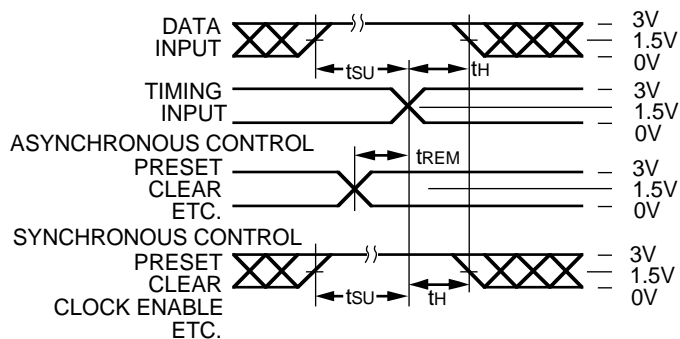 DATA
INPUT
3V
1.5V
0V
tSU
tH
TIMING
INPUT
3V
1.5V
0V
ASYNCHRONOUS CONTROL
tREM
PRESET
CLEAR
ETC.
3V
1.5V
0V
SYNCHRONOUS CONTROL
PRESET
CLEAR
CLOCK ENABLE
ETC.
3V
1.5V
0V
tSU
tH